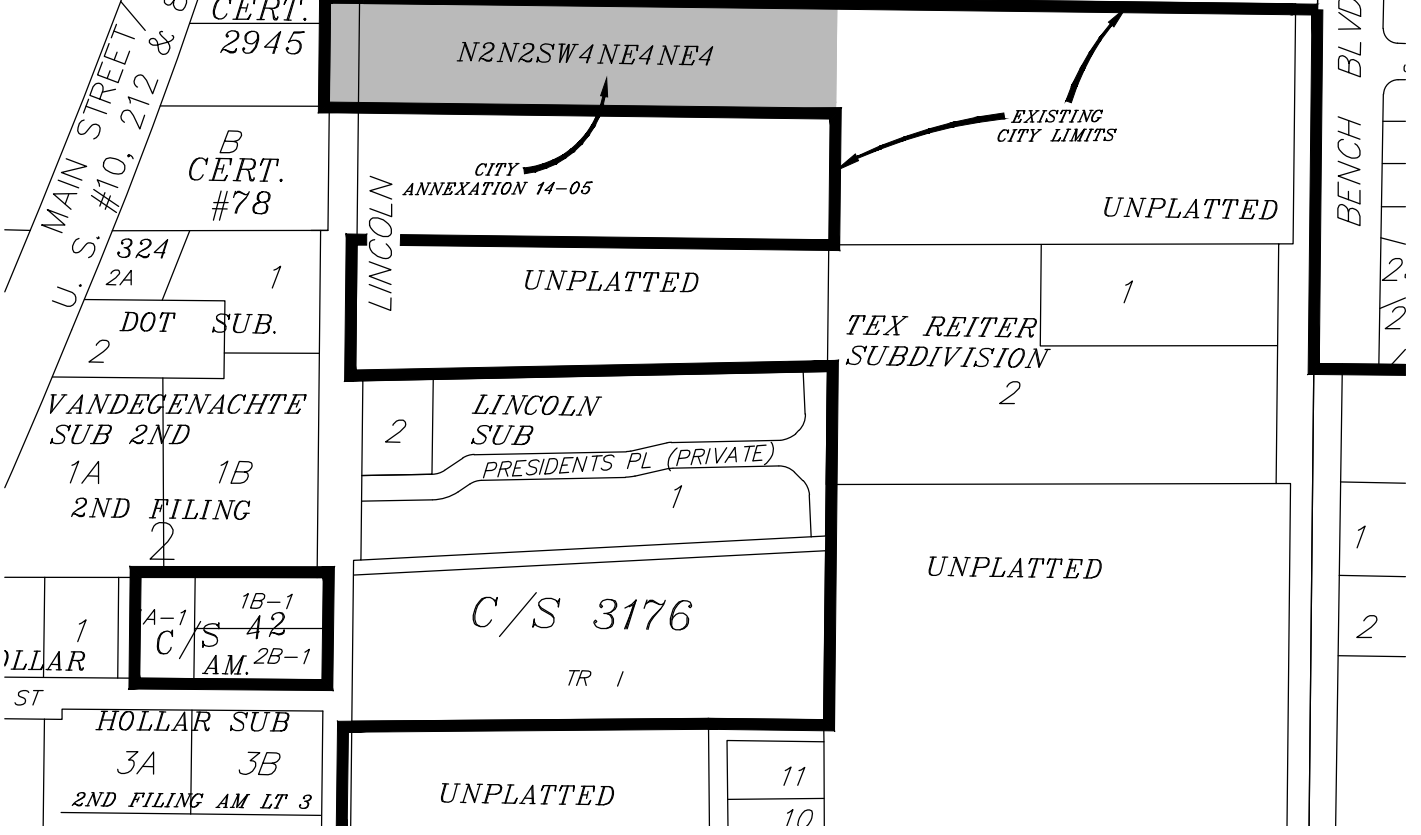 CERT.
2945
MAIN STREET/
U. S. #10, 212 &
N2N2SW4NE4NE4
EXISTING
CITY LIMITS
BENCH BLVD
B
CERT.
#78
CITY
ANNEXATION 14-05
LINCOLN
UNPLATTED
324
2A
1
DOT SUB.
2
UNPLATTED
1
TEX REITER
SUBDIVISION
2
2
VANDEGENACHTE
SUB 2ND
1A 1B
2ND FILING
2
2
LINCOLN
SUB
PRESIDENTS PL (PRIVATE)
1
UNPLATTED
1
2
1
A-1
1B-1
C/S 42
AM. 2B-1
C/S 3176
TR 1
ST
HOLLAR SUB
3A 3B
2ND FILING AM LT 3
UNPLATTED
11
10